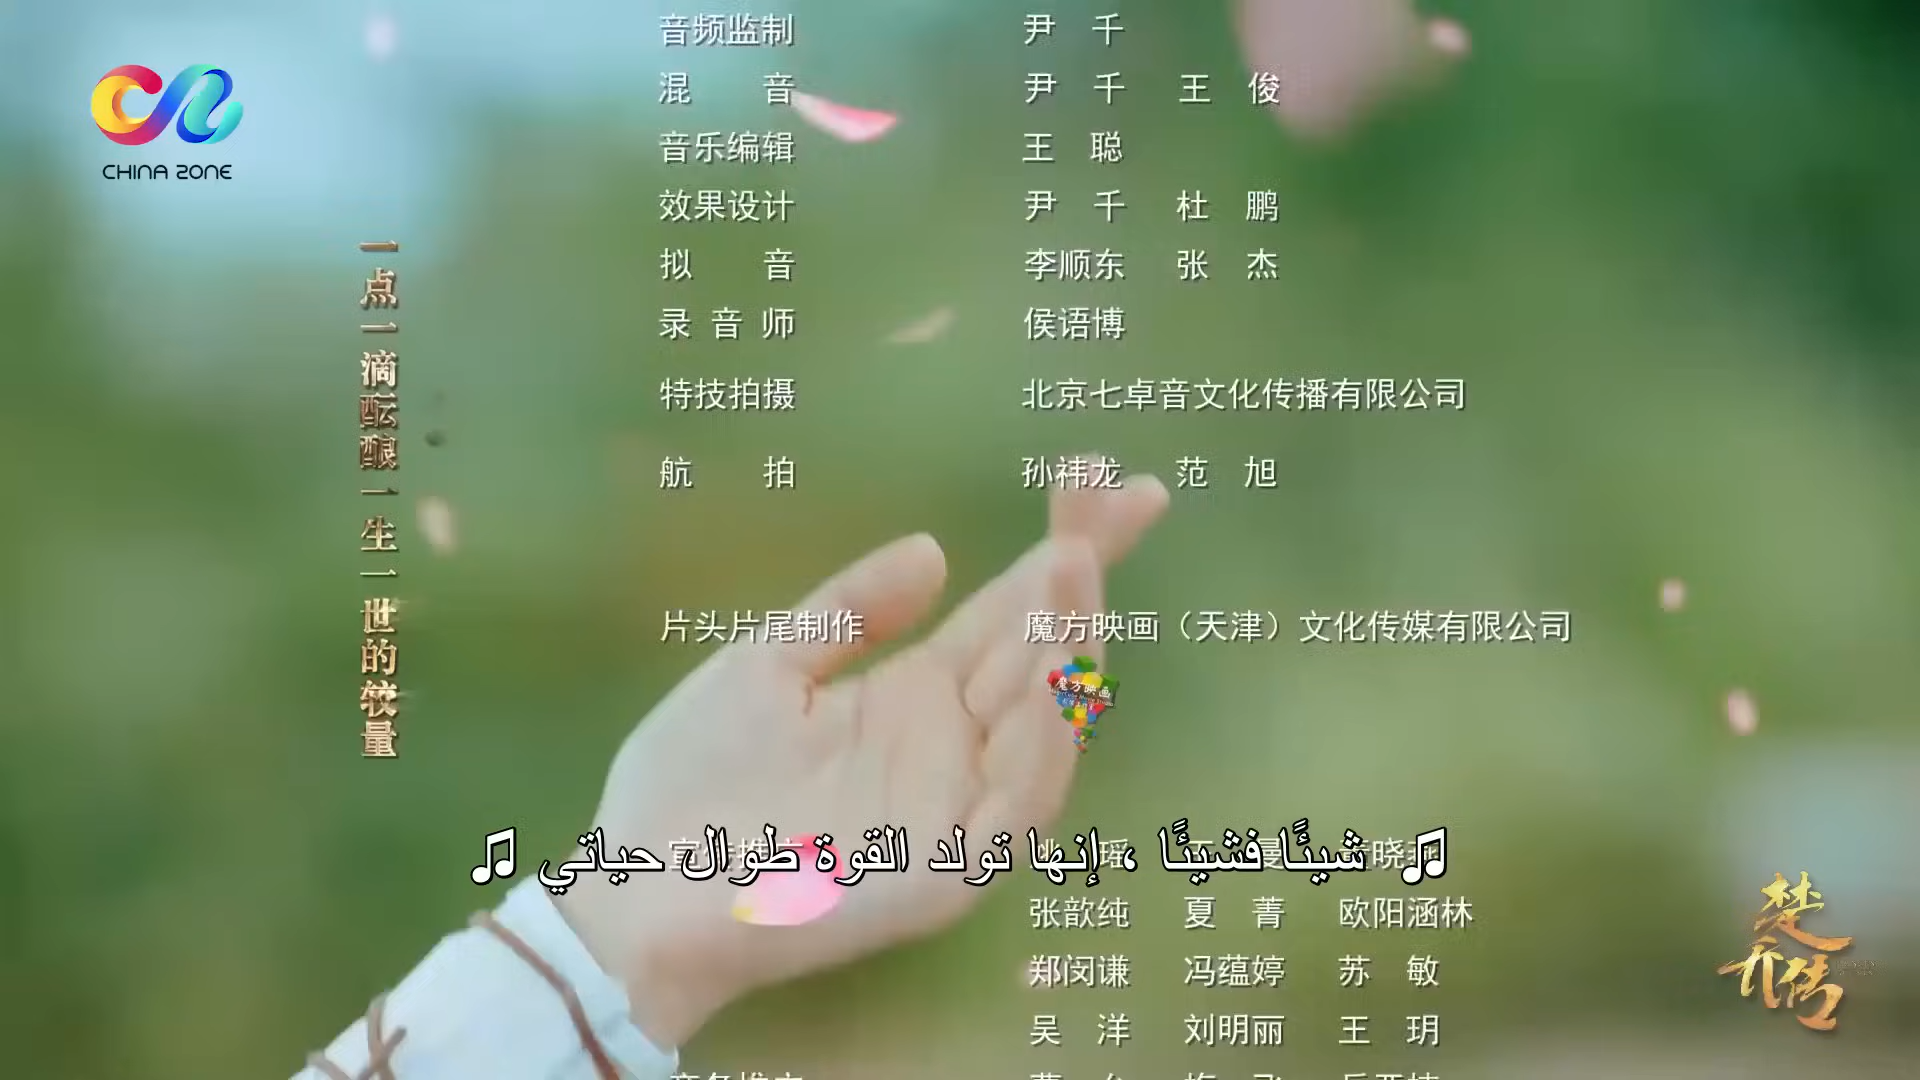 音频监制 尹 千
混 音 尹 千 王 俊
CHINA ZONE
音乐编辑 王 聪
效果设计 尹 千 杜 鹏
拟 音 李顺东 张 杰
录 音 师 侯语博
特技拍摄 北京七卓音文化传播有限公司
航 拍 孙祎龙 范 旭
一点一滴酝酿一生一世的较量
片头片尾制作 魔方映画（天津）文化传媒有限公司
魔方映画
♫ شيئًا فشيئًا ، إنها تولد القوة طوال حياتي ♫
张歆纯 夏 菁 欧阳涵林
郑闵谦 冯蕴婷 苏 敏
吴 洋 刘明丽 王 玥
楚乔传